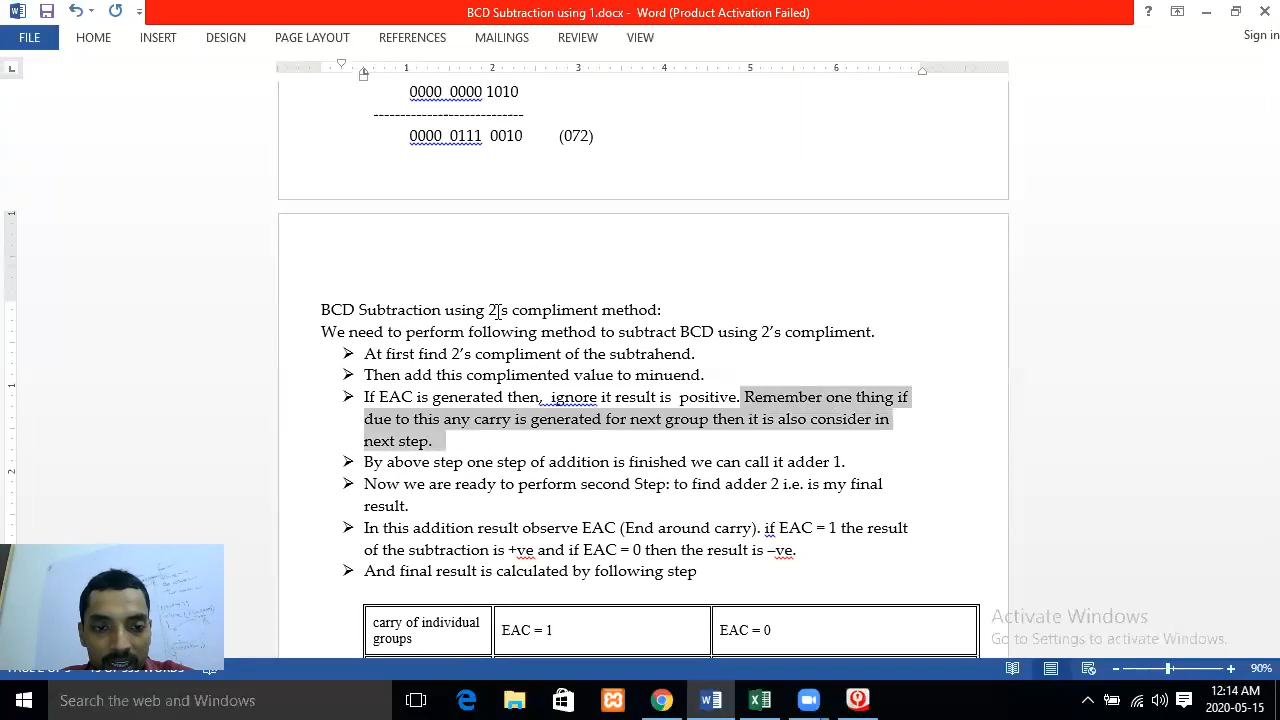 BCD Subtraction using 1.docx - Word (Product Activation Failed)
FILE HOME INSERT DESIGN PAGE LAYOUT REFERENCES MAILINGS REVIEW VIEW Sign in
1 2 3 4 5 6
0000 0000 1010
----------------------------
0000 0111 0010 (072)
BCD Subtraction using 2's compliment method:
We need to perform following method to subtract BCD using 2's compliment.
➢ At first find 2's compliment of the subtrahend.
➢ Then add this complimented value to minuend.
➢ If EAC is generated then, ignore it result is positive. Remember one thing if
due to this any carry is generated for next group then it is also consider in
next step.
➢ By above step one step of addition is finished we can call it adder 1.
➢ Now we are ready to perform second Step: to find adder 2 i.e. is my final
result.
➢ In this addition result observe EAC (End around carry). if EAC = 1 the result
of the subtraction is +ve and if EAC = 0 then the result is –ve.
➢ And final result is calculated by following step
carry of individual
groups
EAC = 1
EAC = 0
Activate Windows
Go to Settings to activate Windows.
90%
Search the web and Windows
12:14 AM
2020-05-15